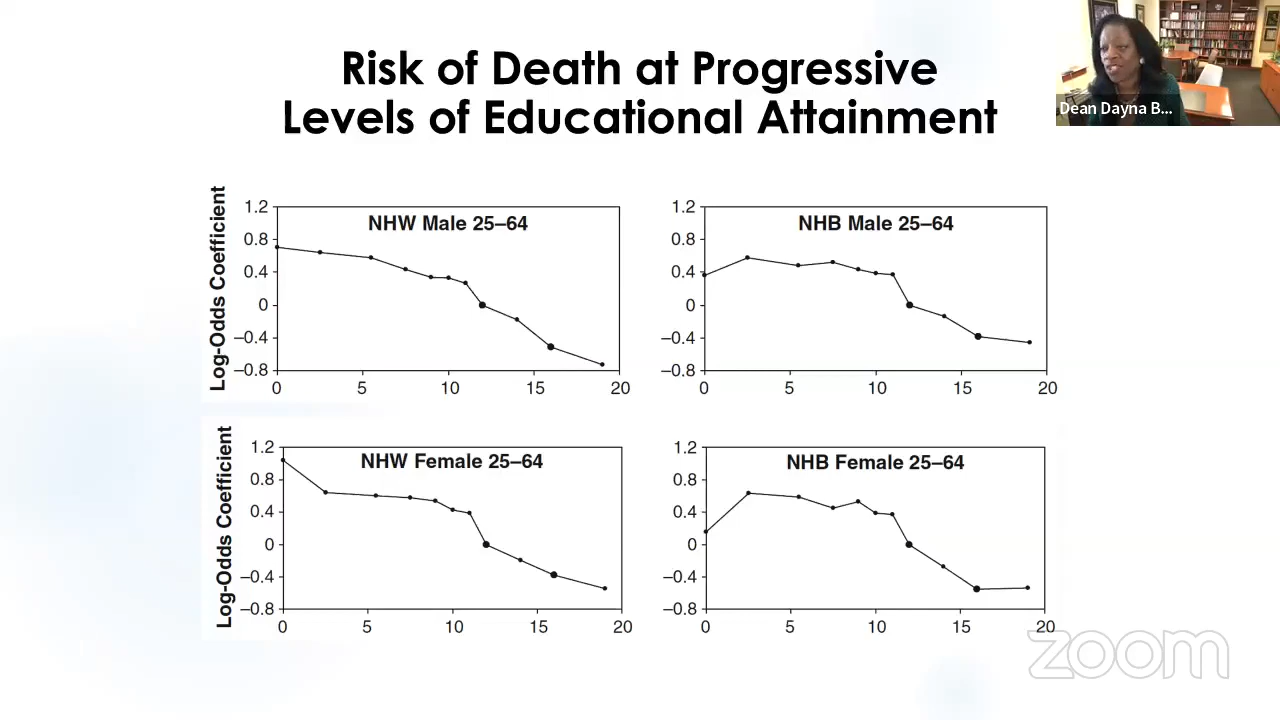 Risk of Death at Progressive
Levels of Educational Attainment
Dean Dayna B...
Log-Odds Coefficient
1.2
0.8
0.4
0
−0.4
−0.8
NHW Male 25–64
0 5 10 15 20
1.2
0.8
0.4
0
−0.4
−0.8
NHB Male 25–64
0 5 10 15 20
Log-Odds Coefficient
1.2
0.8
0.4
0
−0.4
−0.8
NHW Female 25–64
0 5 10 15 20
1.2
0.8
0.4
0
−0.4
−0.8
NHB Female 25–64
0 5 10 15 20
zoom